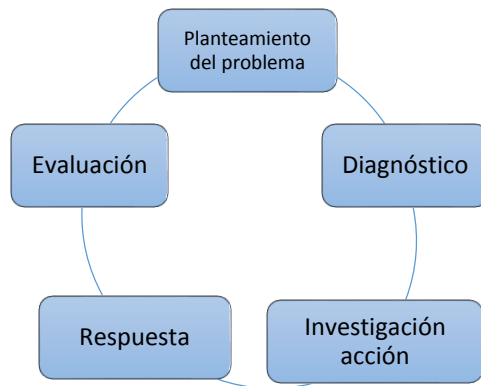 Planteamiento
del problema
Evaluación
Diagnóstico
Respuesta
Investigación
acción